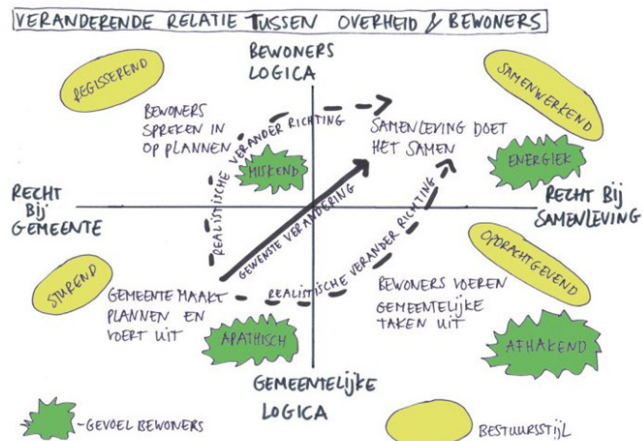 VERANDERENDE RELATIE TUSSEN OVERHEID & BEWONERS
REGISSEREND
BEWONERS
LOGICA
SAMENWERKEND
BEWONERS
SPREKEN IN
OP PLANNEN
MISKEND
REALISTISCHE VERANDER RICHTING
SAMENLEVING DOET
HET SAMEN
ENERGIEK
RECHT
BIJ
GEMEENTE
RECHT BIJ
SAMENLEVING
GEWENSTE VERANDERING
REALISTISCHE VERANDER RICHTING
STUREND
GEMEENTE MAAKT
PLANNEN EN
VOERT UIT
APATHISCH
OPDRACHTGEVEND
BEWONERS VOEREN
GEMEENTELIJKE
TAKEN UIT
AFHAKEND
GEMEENTELIJKE
LOGICA
-GEVOEL BEWONERS
BESTUURSSTIJL